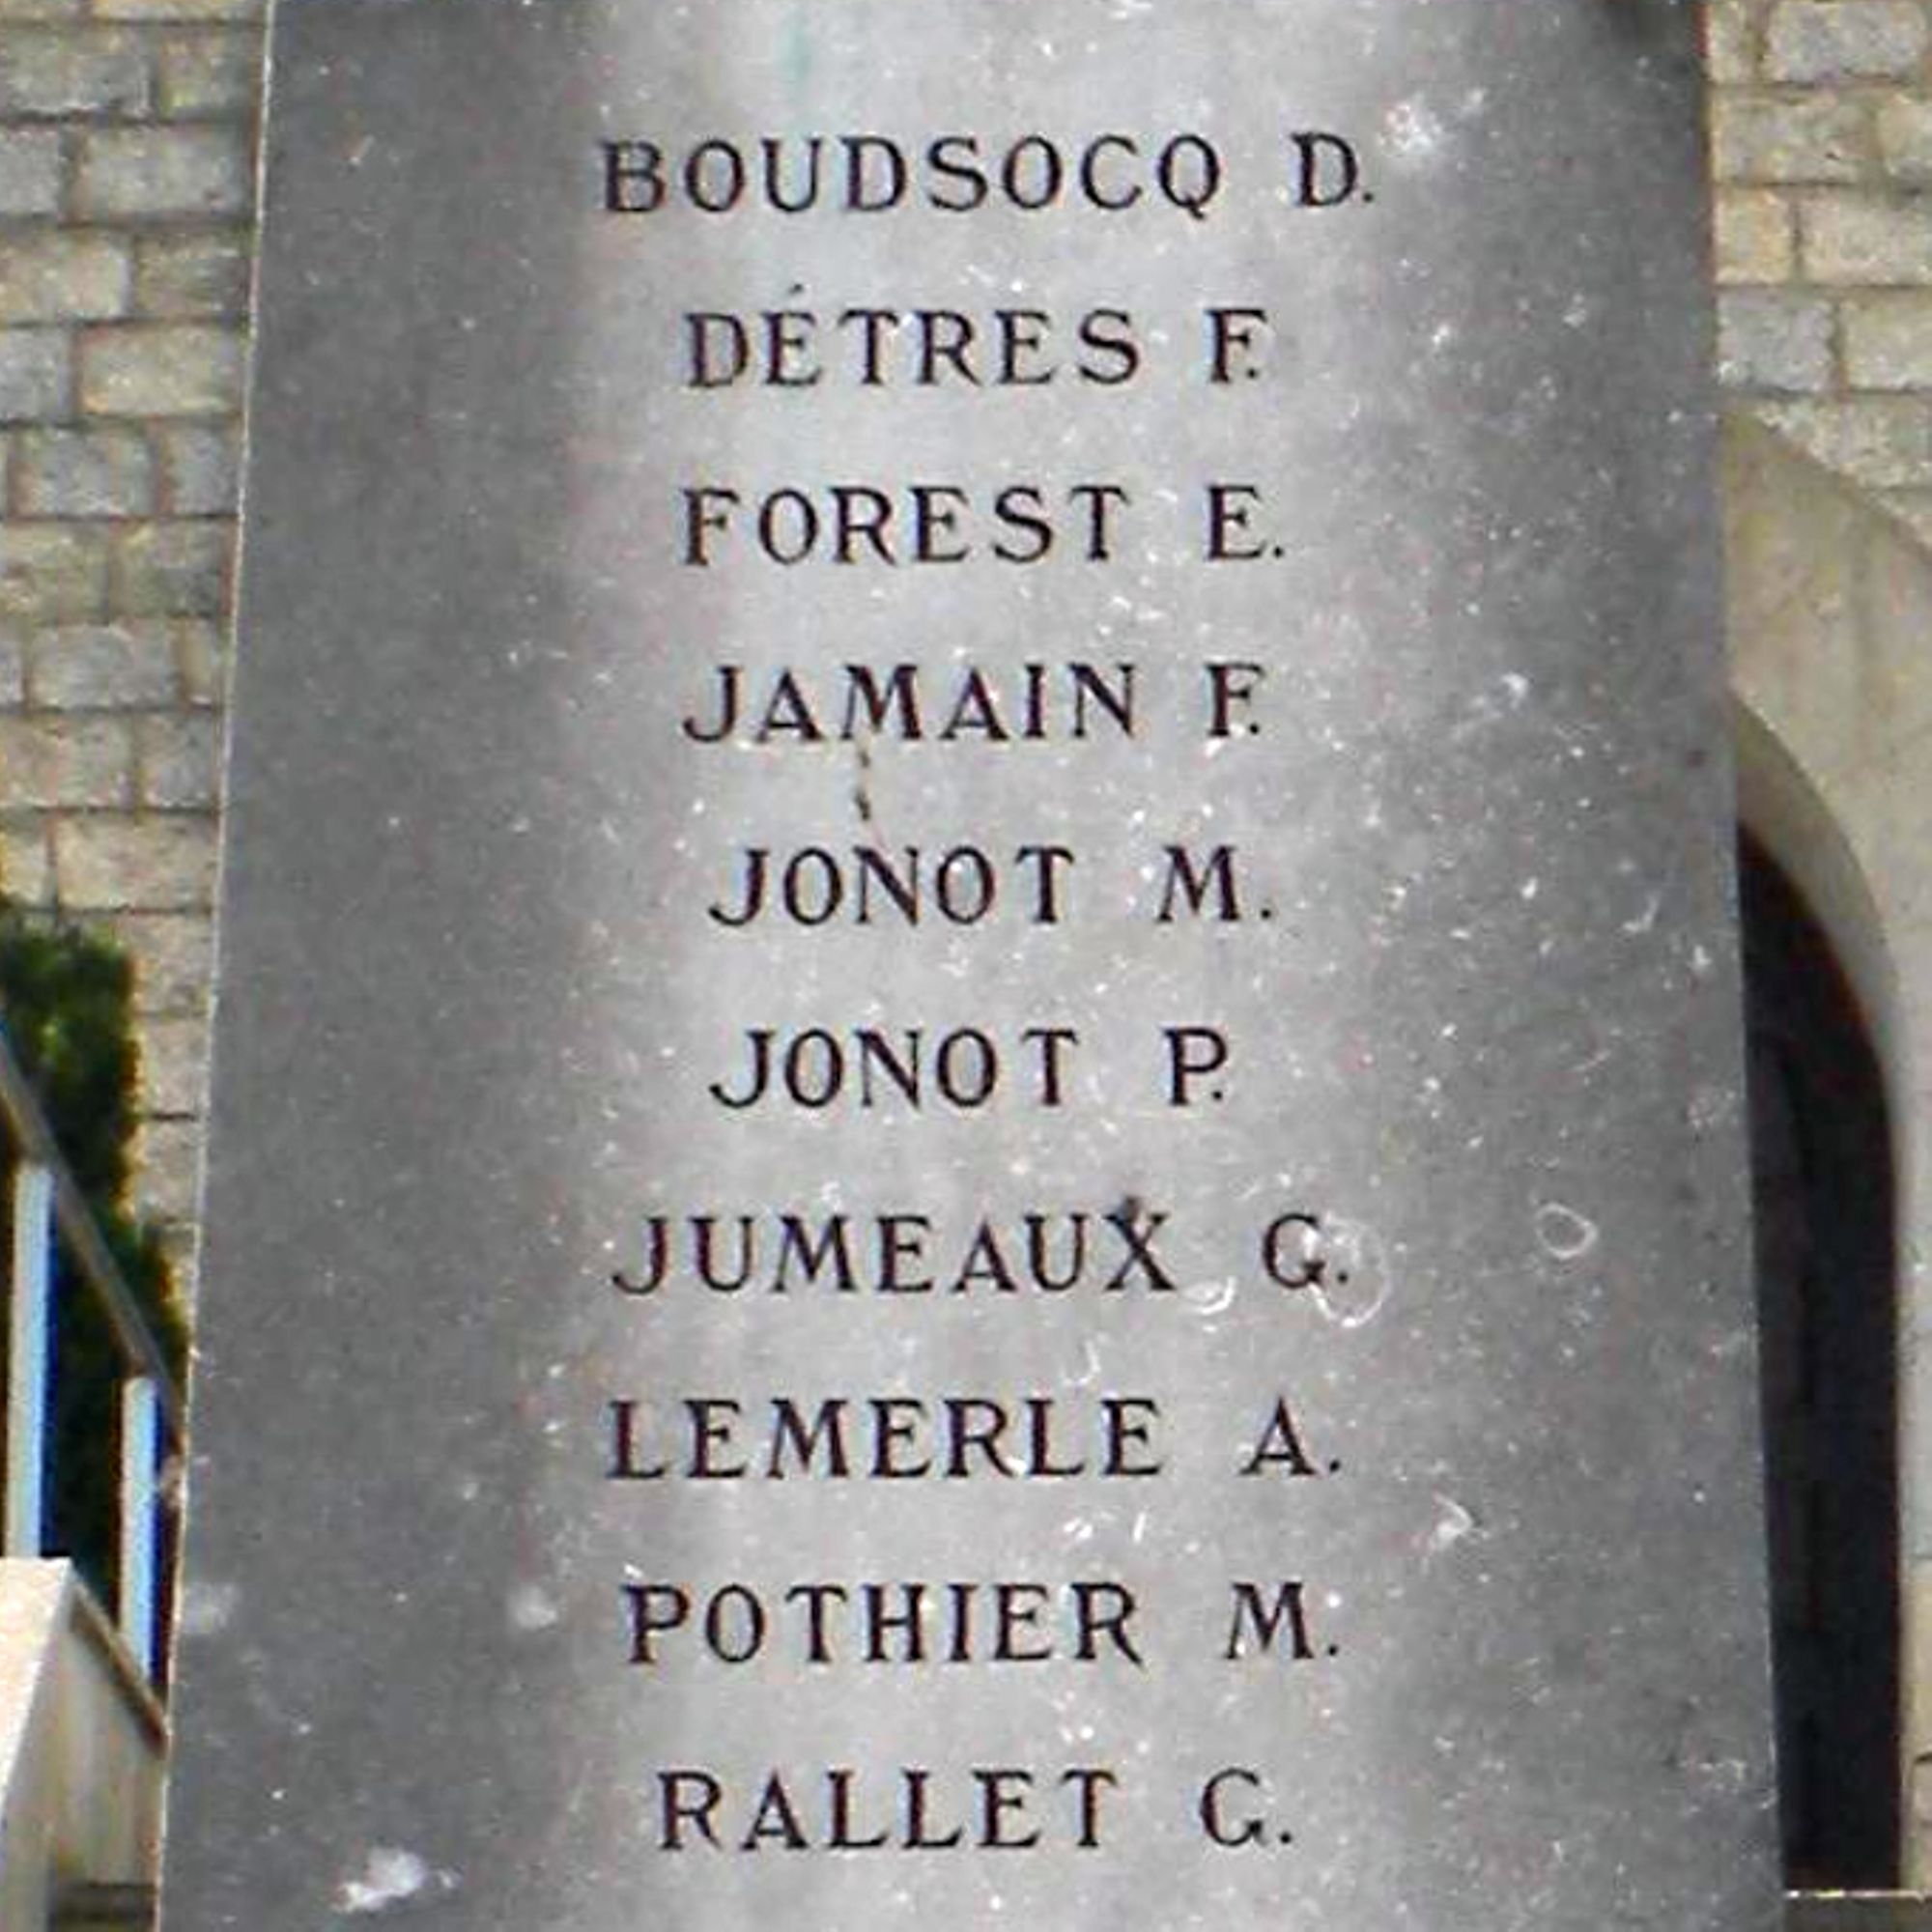 BOUDSOCQ D.
DÉTRES F.
FOREST E.
JAMAIN F.
JONOT M.
JONOT P.
JUMEAUX G.
LEMERLE A.
POTHIER M.
RALLET G.